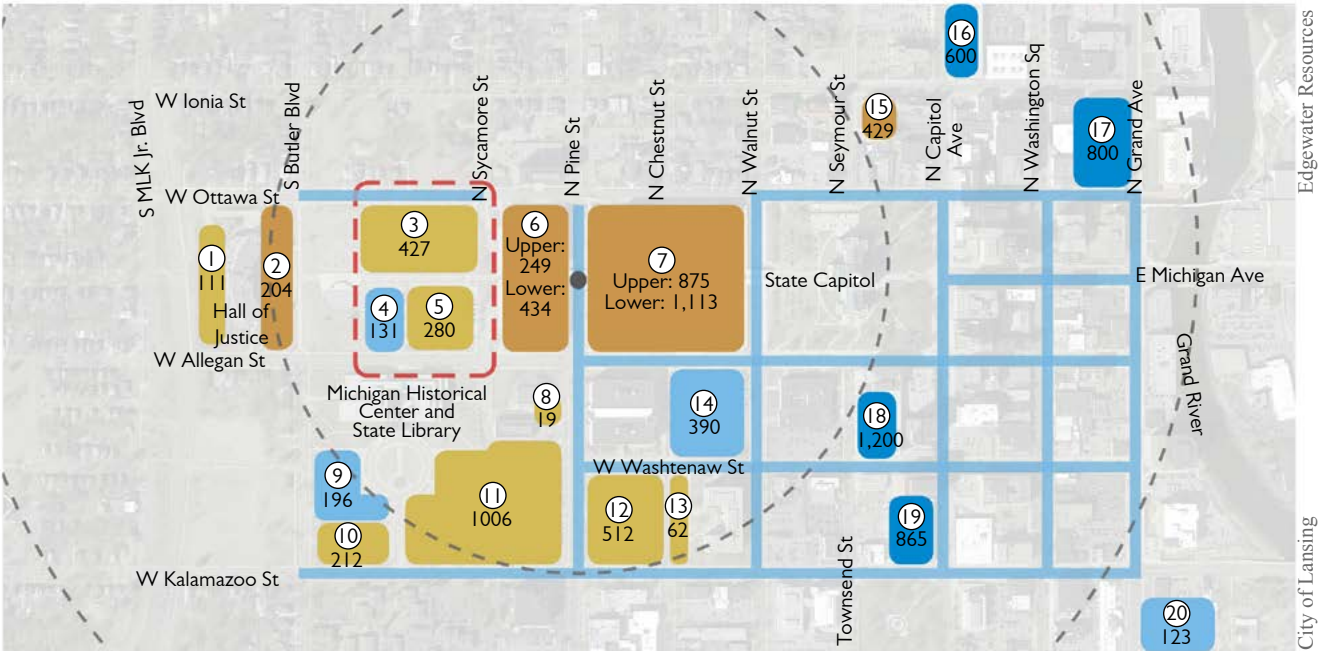 16
600
Edgewater Resources
W Ionia St
S MLK Jr. Blvd
S Butler Blvd
N Sycamore St
N Pine St
N Chestnut St
N Walnut St
N Seymour St
15
429
N Capitol
Ave
N Washington Sq
17
800
N Grand Ave
W Ottawa St
1
111
2
204
Hall of
Justice
3
427
4
131
5
280
6
Upper:
249
Lower:
434
7
Upper: 875
Lower: 1,113
State Capitol
E Michigan Ave
W Allegan St
Michigan Historical
Center and
State Library
8
19
14
390
18
1,200
Grand River
W Washtenaw St
9
196
10
212
11
1006
12
512
13
62
19
865
W Kalamazoo St
Townsend St
20
123
City of Lansing